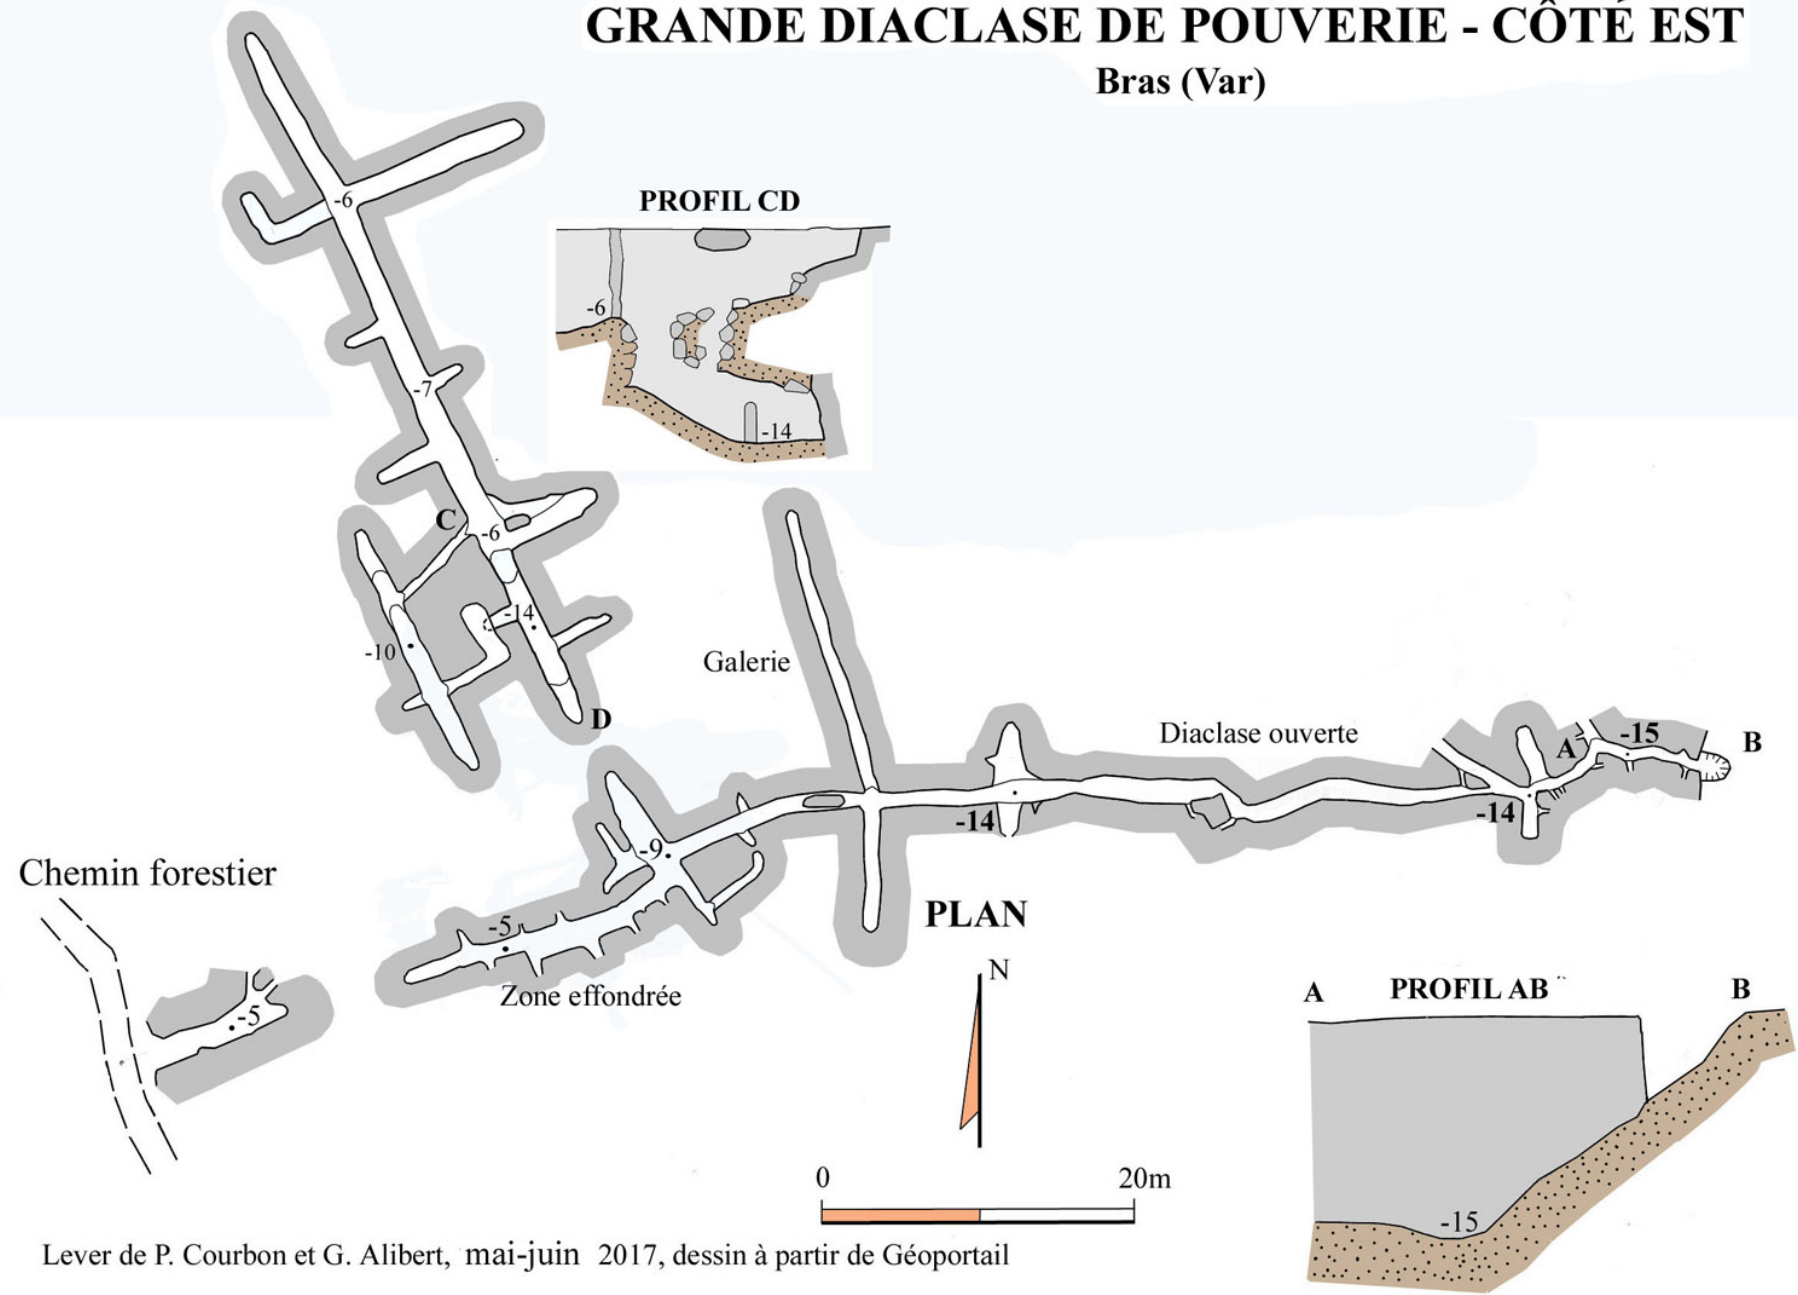 GRANDE DIACLASE DE POUVERIE - CÔTÉ EST
Bras (Var)
PROFIL CD
-6
-14
-6
-7
C
-6
-14
-10
D
Galerie
Diaclase ouverte
A
-15
B
-14
-14
-9
-5
Zone effondrée
PLAN
N
Chemin forestier
-5
A
PROFIL AB
B
-15
0
20m
Lever de P. Courbon et G. Alibert, mai-juin 2017, dessin à partir de Géoportail